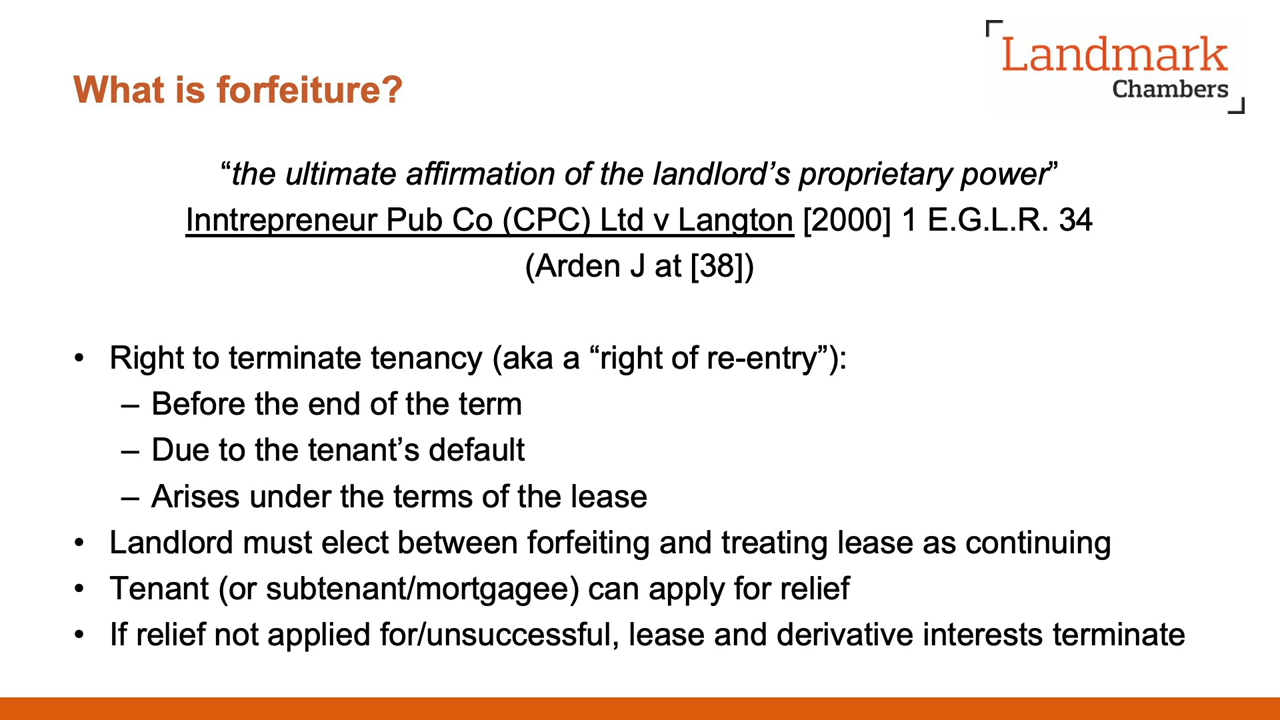 Landmark
Chambers
What is forfeiture?
“the ultimate affirmation of the landlord’s proprietary power”
Inntrepreneur Pub Co (CPC) Ltd v Langton [2000] 1 E.G.L.R. 34
(Arden J at [38])
• Right to terminate tenancy (aka a “right of re-entry”):
– Before the end of the term
– Due to the tenant’s default
– Arises under the terms of the lease
• Landlord must elect between forfeiting and treating lease as continuing
• Tenant (or subtenant/mortgagee) can apply for relief
• If relief not applied for/unsuccessful, lease and derivative interests terminate